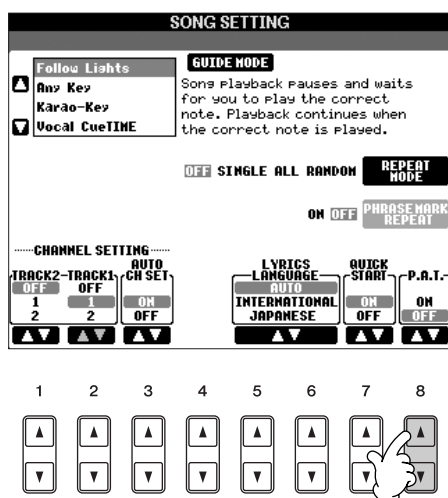 SONG SETTING
Follow Lights
Any Key
Karao-Key
Vocal CueTIME
GUIDE MODE
Song playback pauses and waits
for you to play the correct
note. Playback continues when
the correct note is played.
OFF SINGLE ALL RANDOM REPEAT MODE
ON OFF PHRASE MARK REPEAT
CHANNEL SETTING
TRACK2 TRACK1 AUTO CH SET LYRICS LANGUAGE QUICK START P.A.T.
OFF OFF AUTO
1 1 ON INTERNATIONAL ON ON
2 2 OFF JAPANESE OFF OFF
1 2 3 4 5 6 7 8